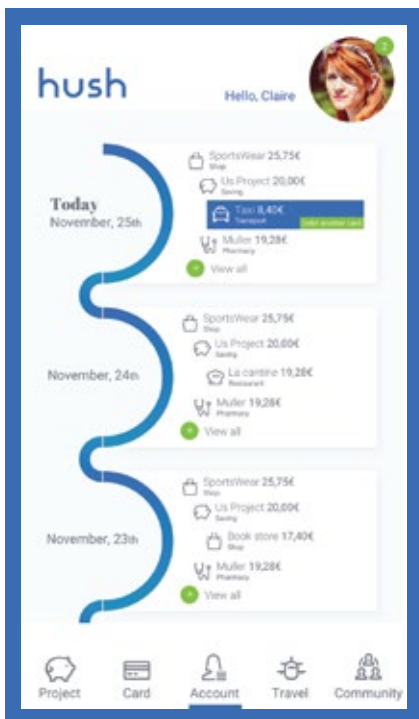 hush
Hello, Claire
2
Today
November, 25th
SportsWear 25,75€
Shop
Us Project 20,00€
Saving
Taxi 8,40€
Transport
another card
Muller 19,28€
Pharmacy
View all
November, 24th
SportsWear 25,75€
Shop
Us Project 20,00€
Saving
La cantine 19,28€
Restaurant
Muller 19,28€
Pharmacy
View all
November, 23th
SportsWear 25,75€
Shop
Us Project 20,00€
Saving
Book store 17,40€
Shop
Muller 19,28€
Pharmacy
View all
Project Card Account Travel Community